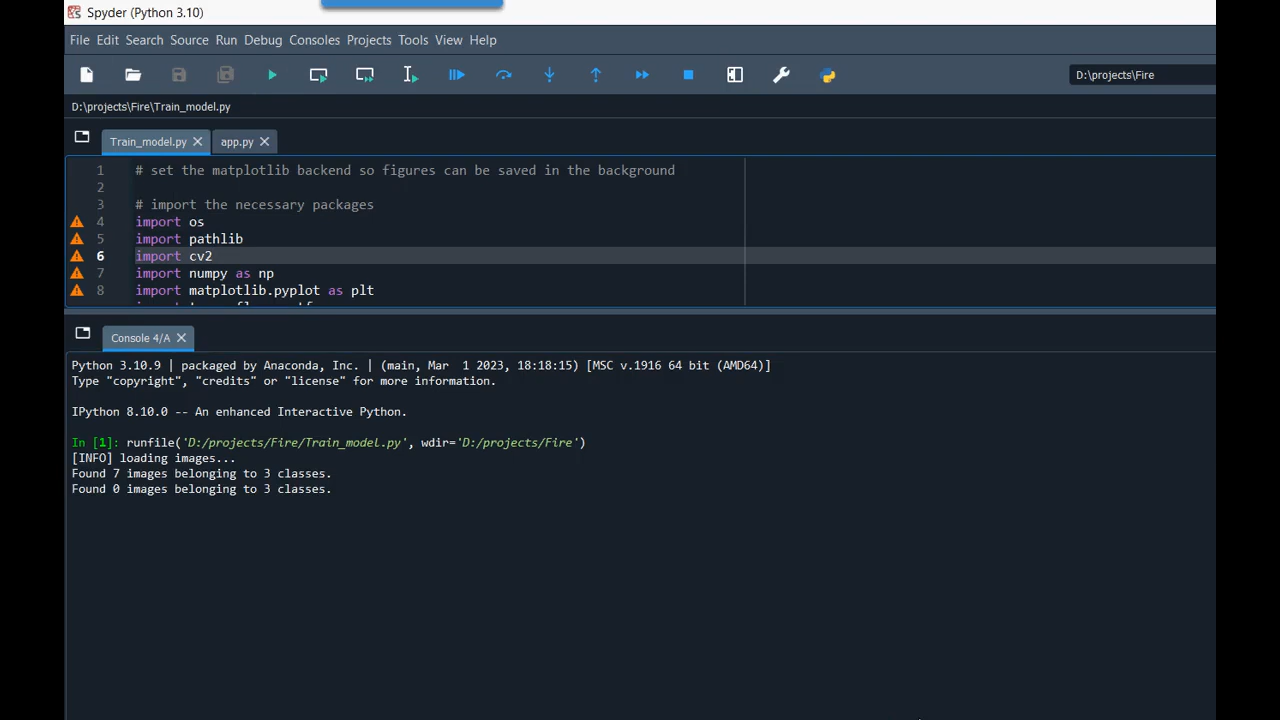 Spyder (Python 3.10)
File Edit Search Source Run Debug Consoles Projects Tools View Help
D:\projects\Fire
D:\projects\Fire\Train_model.py
Train_model.py app.py
1 # set the matplotlib backend so figures can be saved in the background
2
3 # import the necessary packages
4 import os
5 import pathlib
6 import cv2
7 import numpy as np
8 import matplotlib.pyplot as plt
Console 4/A
Python 3.10.9 | packaged by Anaconda, Inc. | (main, Mar  1 2023, 18:18:15) [MSC v.1916 64 bit (AMD64)]
Type "copyright", "credits" or "license" for more information.
IPython 8.10.0 -- An enhanced Interactive Python.
In [1]: runfile('D:/projects/Fire/Train_model.py', wdir='D:/projects/Fire')
[INFO] loading images...
Found 7 images belonging to 3 classes.
Found 0 images belonging to 3 classes.